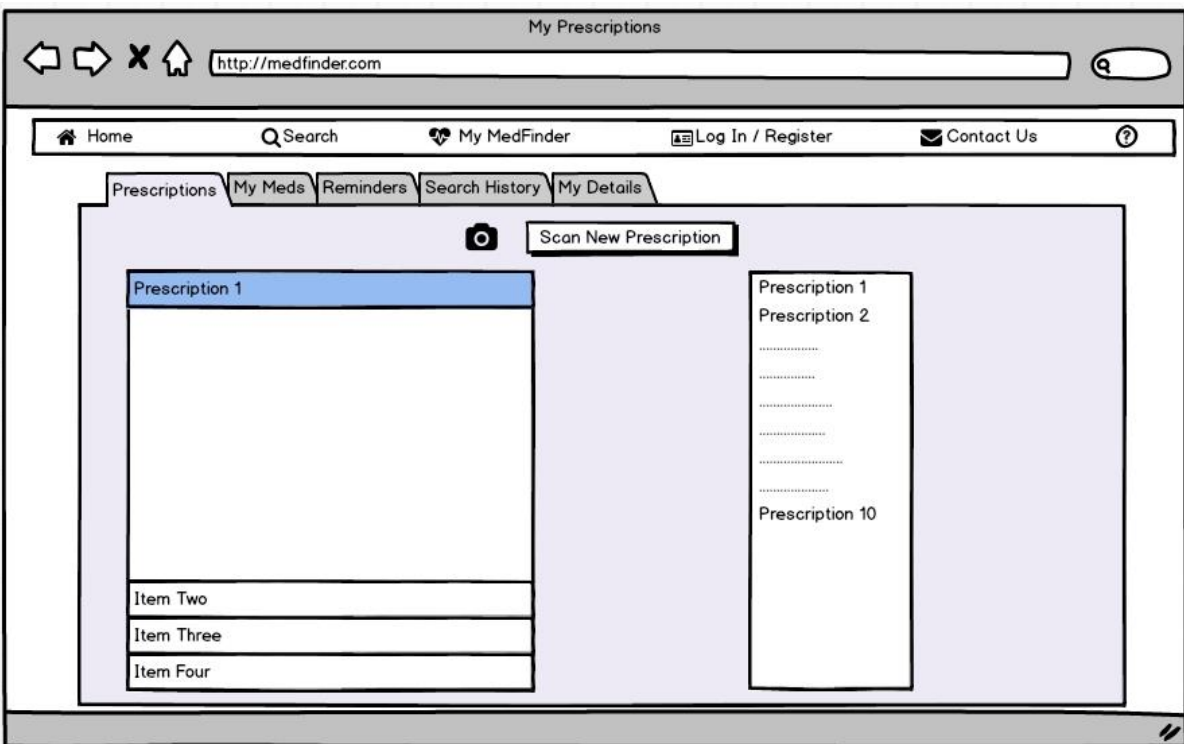 My Prescriptions
http://medfinder.com
Home Search My MedFinder Log In / Register Contact Us ?
Prescriptions My Meds Reminders Search History My Details
Scan New Prescription
Prescription 1
Item Two
Item Three
Item Four
Prescription 1
Prescription 2
..................
.................
......................
....................
.........................
.....................
Prescription 10